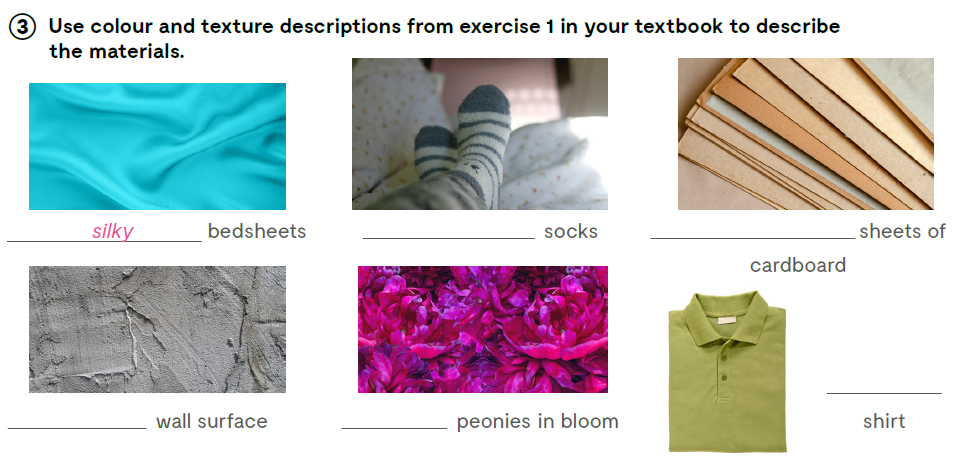 3 Use colour and texture descriptions from exercise 1 in your textbook to describe
the materials.
silky bedsheets
socks
sheets of
cardboard
wall surface
peonies in bloom
shirt